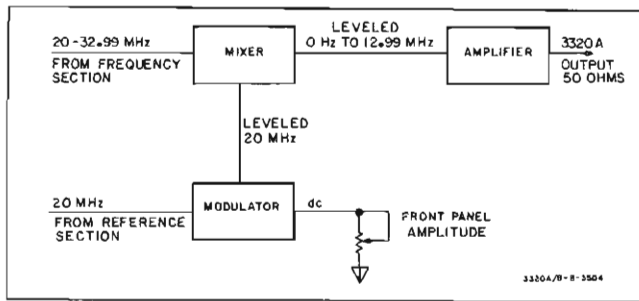 20-32.99 MHz
FROM FREQUENCY
SECTION
MIXER
LEVELED
0 Hz TO 12.99 MHz
AMPLIFIER
3320A
OUTPUT
50 OHMS
LEVELED
20 MHz
20 MHz
FROM REFERENCE
SECTION
MODULATOR
dc
FRONT PANEL
AMPLITUDE
3320A/B-B-3504